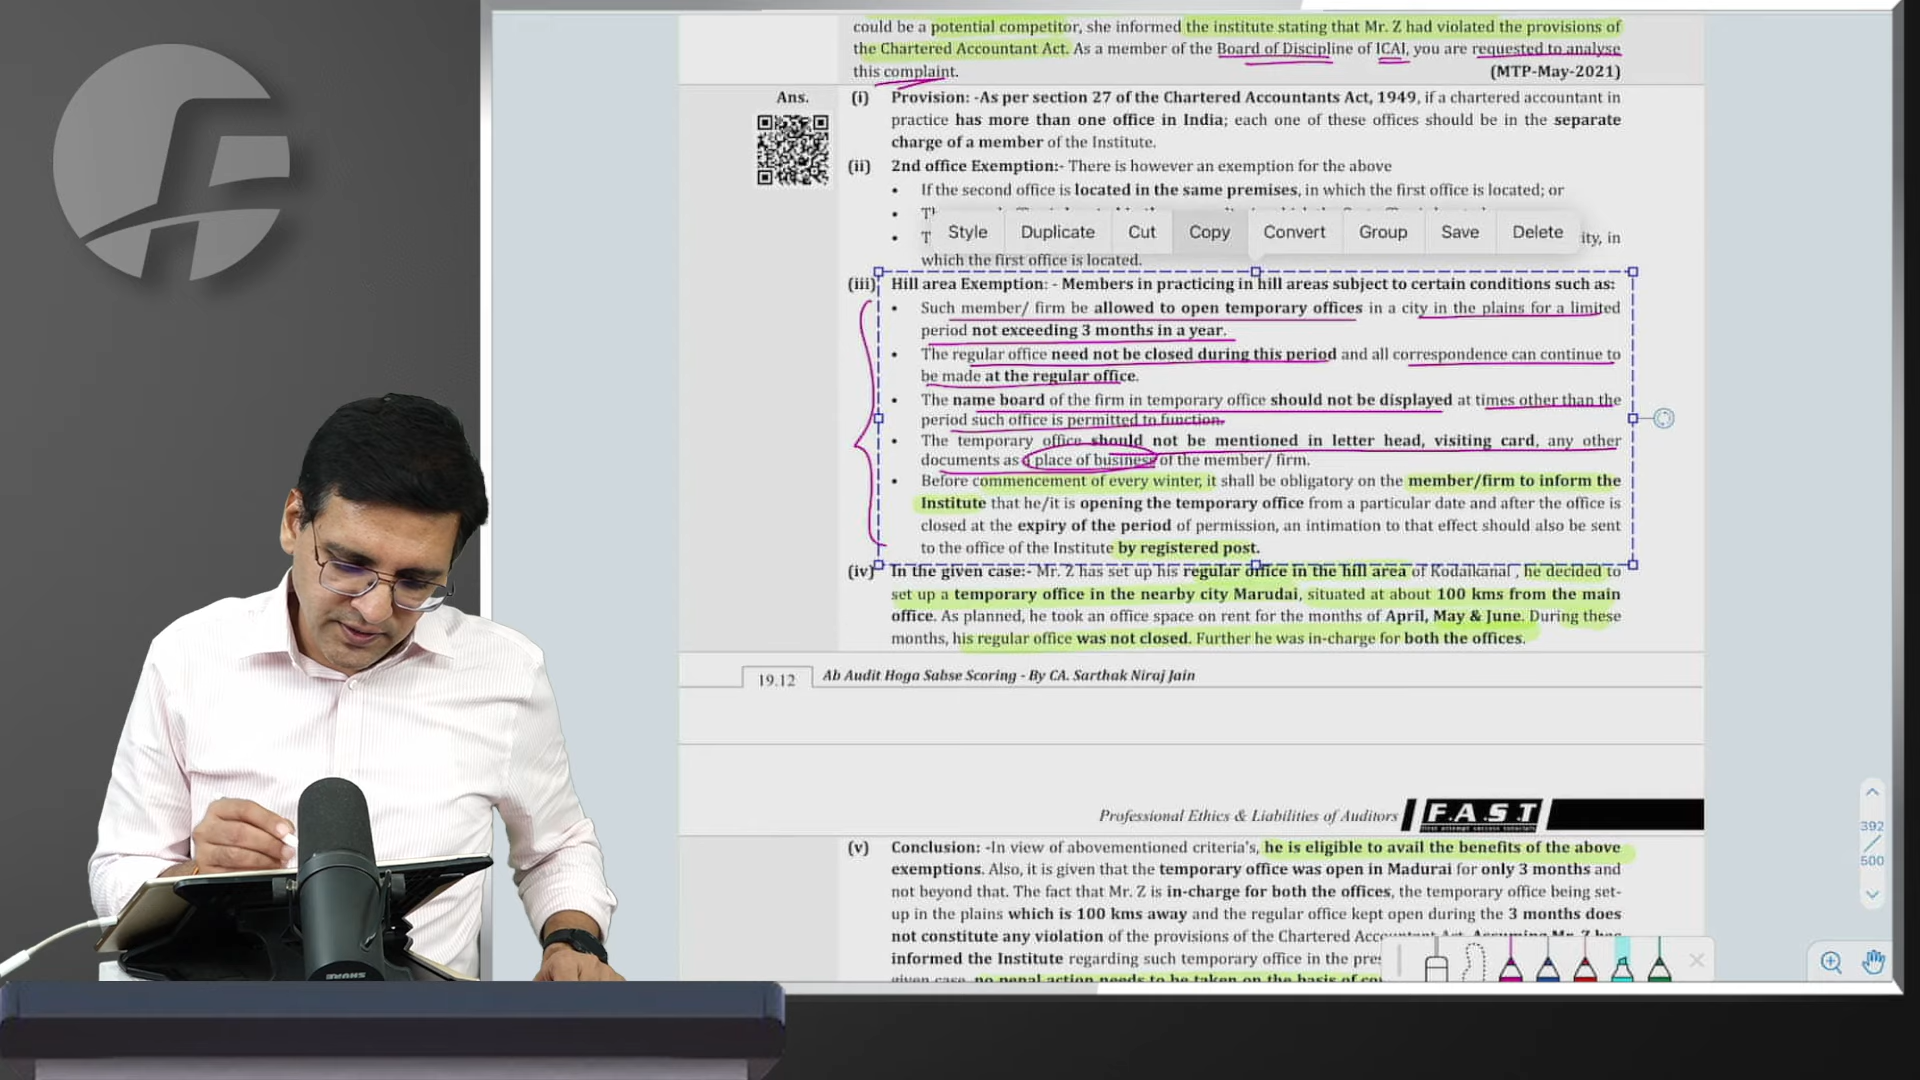 could be a potential competitor, she informed the institute stating that Mr. Z had violated the provisions of
the Chartered Accountant Act. As a member of the Board of Discipline of ICAI, you are requested to analyse
this complaint. (MTP-May-2021)
Ans. (i) Provision: -As per section 27 of the Chartered Accountants Act, 1949, if a chartered accountant in
practice has more than one office in India; each one of these offices should be in the separate
charge of a member of the Institute.
(ii) 2nd office Exemption:- There is however an exemption for the above
• If the second office is located in the same premises, in which the first office is located; or
Style Duplicate Cut Copy Convert Group Save Delete
ity, in
which the first office is located.
(iii) Hill area Exemption: - Members in practicing in hill areas subject to certain conditions such as:
• Such member/ firm be allowed to open temporary offices in a city in the plains for a limited
period not exceeding 3 months in a year.
• The regular office need not be closed during this period and all correspondence can continue to
be made at the regular office.
• The name board of the firm in temporary office should not be displayed at times other than the
period such office is permitted to function.
• The temporary office should not be mentioned in letter head, visiting card, any other
documents as a place of business of the member/ firm.
• Before commencement of every winter, it shall be obligatory on the member/firm to inform the
Institute that he/it is opening the temporary office from a particular date and after the office is
closed at the expiry of the period of permission, an intimation to that effect should also be sent
to the office of the Institute by registered post.
(iv) In the given case:- Mr. Z has set up his regular office in the hill area of Kodaikanal , he decided to
set up a temporary office in the nearby city Marudai, situated at about 100 kms from the main
office. As planned, he took an office space on rent for the months of April, May & June. During these
months, his regular office was not closed. Further he was in-charge for both the offices.
19.12 Ab Audit Hoga Sabse Scoring - By CA. Sarthak Niraj Jain
Professional Ethics & Liabilities of Auditors F.A.S.T
first attempt success tutorials
(v) Conclusion: -In view of abovementioned criteria's, he is eligible to avail the benefits of the above
exemptions. Also, it is given that the temporary office was open in Madurai for only 3 months and
not beyond that. The fact that Mr. Z is in-charge for both the offices, the temporary office being set-
up in the plains which is 100 kms away and the regular office kept open during the 3 months does
not constitute any violation of the provisions of the Chartered Accountant Act. Assuming Mr. Z has
informed the Institute regarding such temporary office in the pres
given case, no penal action needs to be taken on the basis of co
392
/
500
SHURE